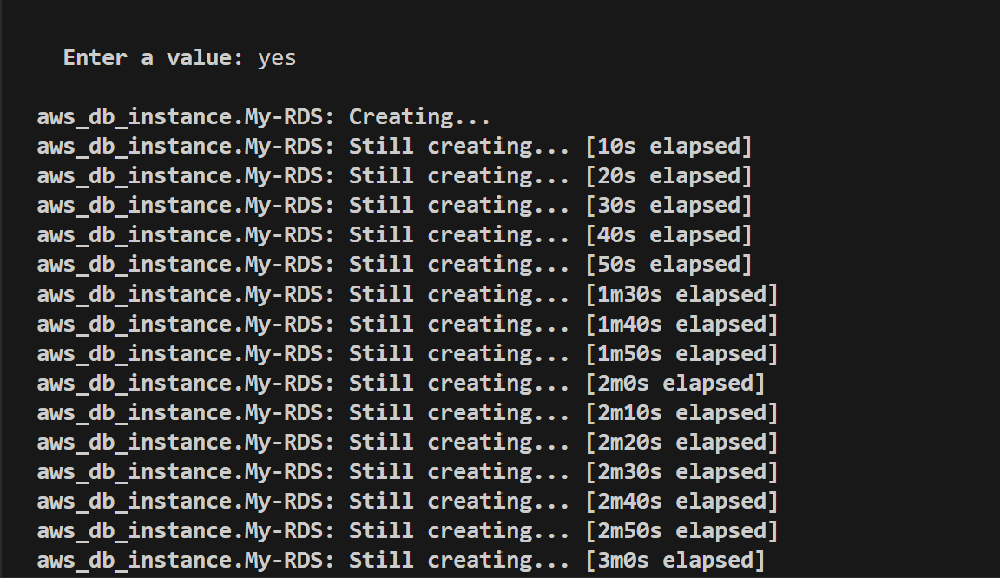 Enter a value: yes
aws_db_instance.My-RDS: Creating...
aws_db_instance.My-RDS: Still creating... [10s elapsed]
aws_db_instance.My-RDS: Still creating... [20s elapsed]
aws_db_instance.My-RDS: Still creating... [30s elapsed]
aws_db_instance.My-RDS: Still creating... [40s elapsed]
aws_db_instance.My-RDS: Still creating... [50s elapsed]
aws_db_instance.My-RDS: Still creating... [1m30s elapsed]
aws_db_instance.My-RDS: Still creating... [1m40s elapsed]
aws_db_instance.My-RDS: Still creating... [1m50s elapsed]
aws_db_instance.My-RDS: Still creating... [2m0s elapsed]
aws_db_instance.My-RDS: Still creating... [2m10s elapsed]
aws_db_instance.My-RDS: Still creating... [2m20s elapsed]
aws_db_instance.My-RDS: Still creating... [2m30s elapsed]
aws_db_instance.My-RDS: Still creating... [2m40s elapsed]
aws_db_instance.My-RDS: Still creating... [2m50s elapsed]
aws_db_instance.My-RDS: Still creating... [3m0s elapsed]